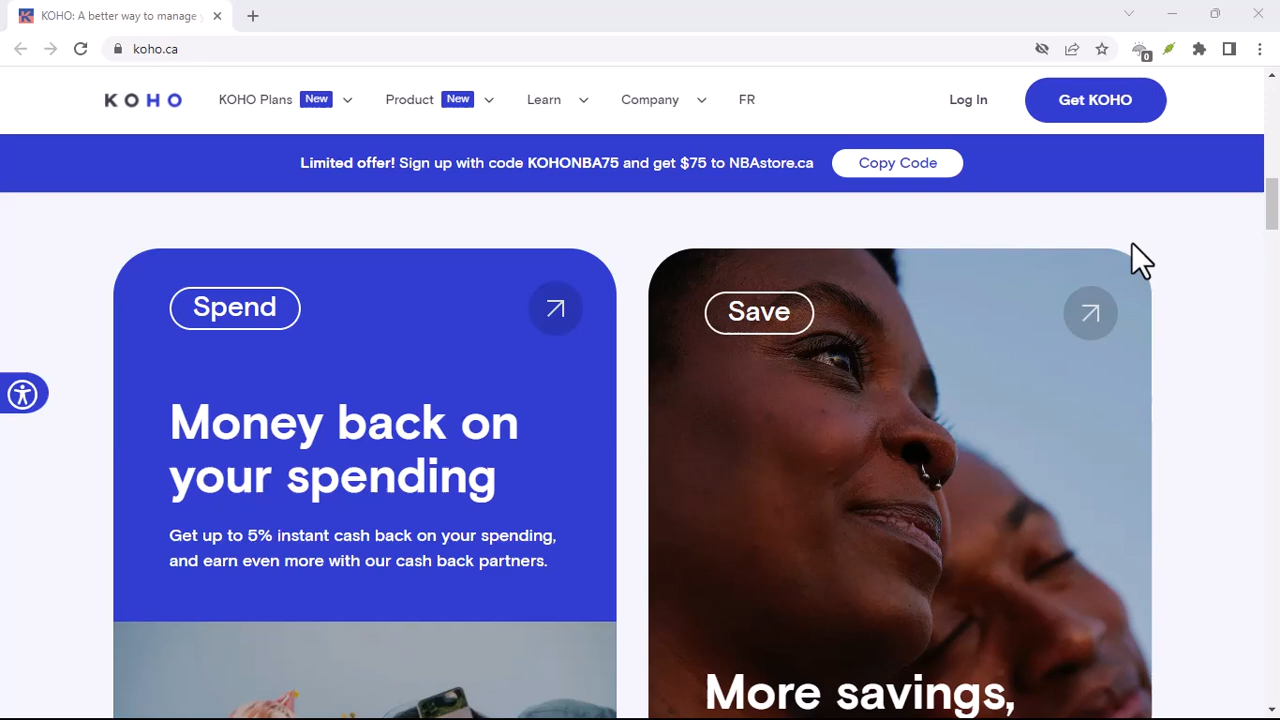 KOHO: A better way to manage
koho.ca
0
KOHO
KOHO Plans New
Product New
Learn
Company
FR
Log In
Get KOHO
Limited offer! Sign up with code KOHONBA75 and get $75 to NBAstore.ca
Copy Code
Spend
Money back on
your spending
Get up to 5% instant cash back on your spending,
and earn even more with our cash back partners.
Save
More savings,